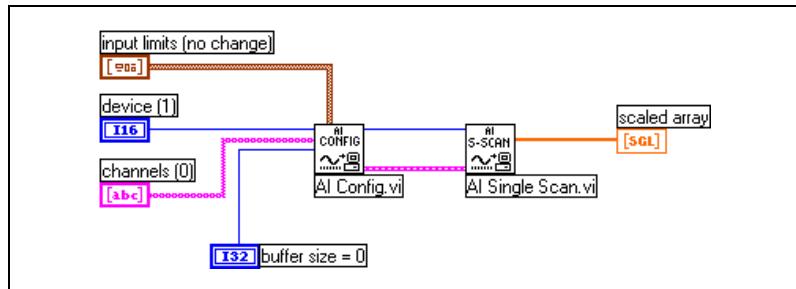 input limits (no change)
device (1)
I16
channels (0)
[abc]
AI
CONFIG
AI Config.vi
I32
buffer size = 0
AI
S-SCAN
AI Single Scan.vi
scaled array
[SGL]